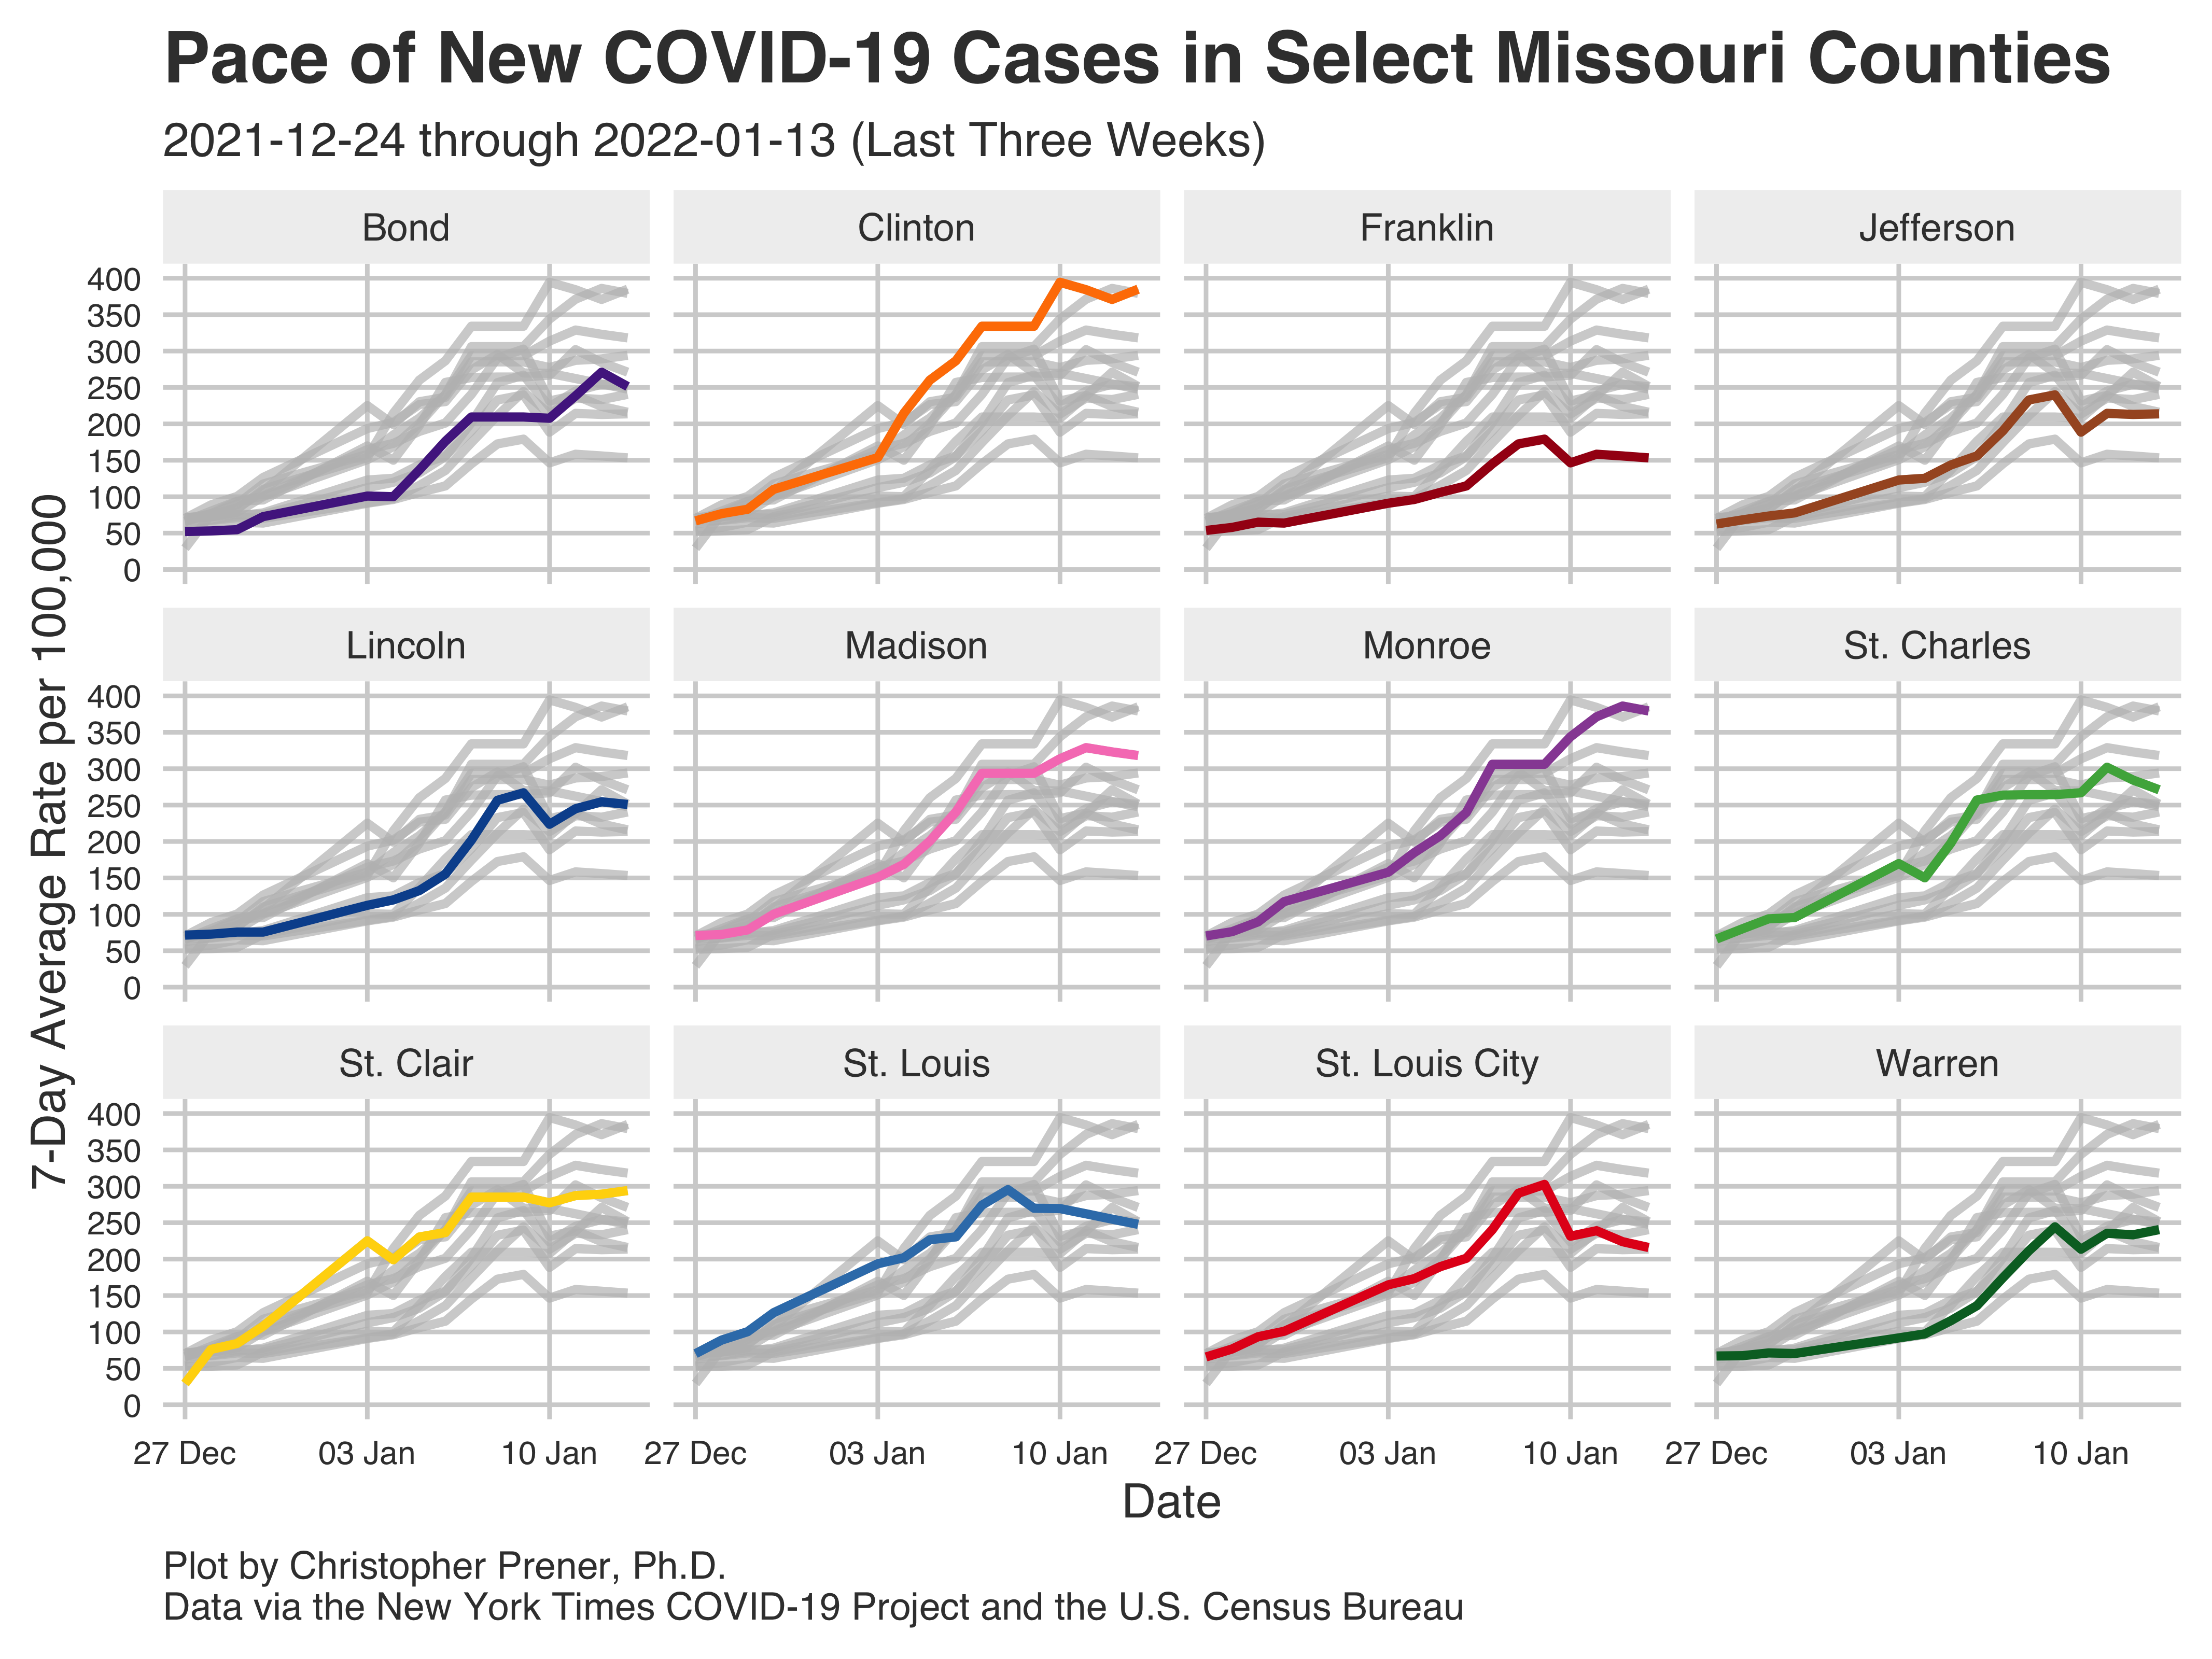 Pace of New COVID-19 Cases in Select Missouri Counties
2021-12-24 through 2022-01-13 (Last Three Weeks)
Bond
Clinton
Franklin
Jefferson
400
350
300
250
200
150
100
50
0
Lincoln
Madison
Monroe
St. Charles
400
350
300
250
200
150
100
50
0
St. Clair
St. Louis
St. Louis City
Warren
400
350
300
250
200
150
100
50
0
7-Day Average Rate per 100,000
27 Dec 03 Jan 10 Jan 27 Dec 03 Jan 10 Jan 27 Dec 03 Jan 10 Jan 27 Dec 03 Jan 10 Jan
Date
Plot by Christopher Prener, Ph.D.
Data via the New York Times COVID-19 Project and the U.S. Census Bureau